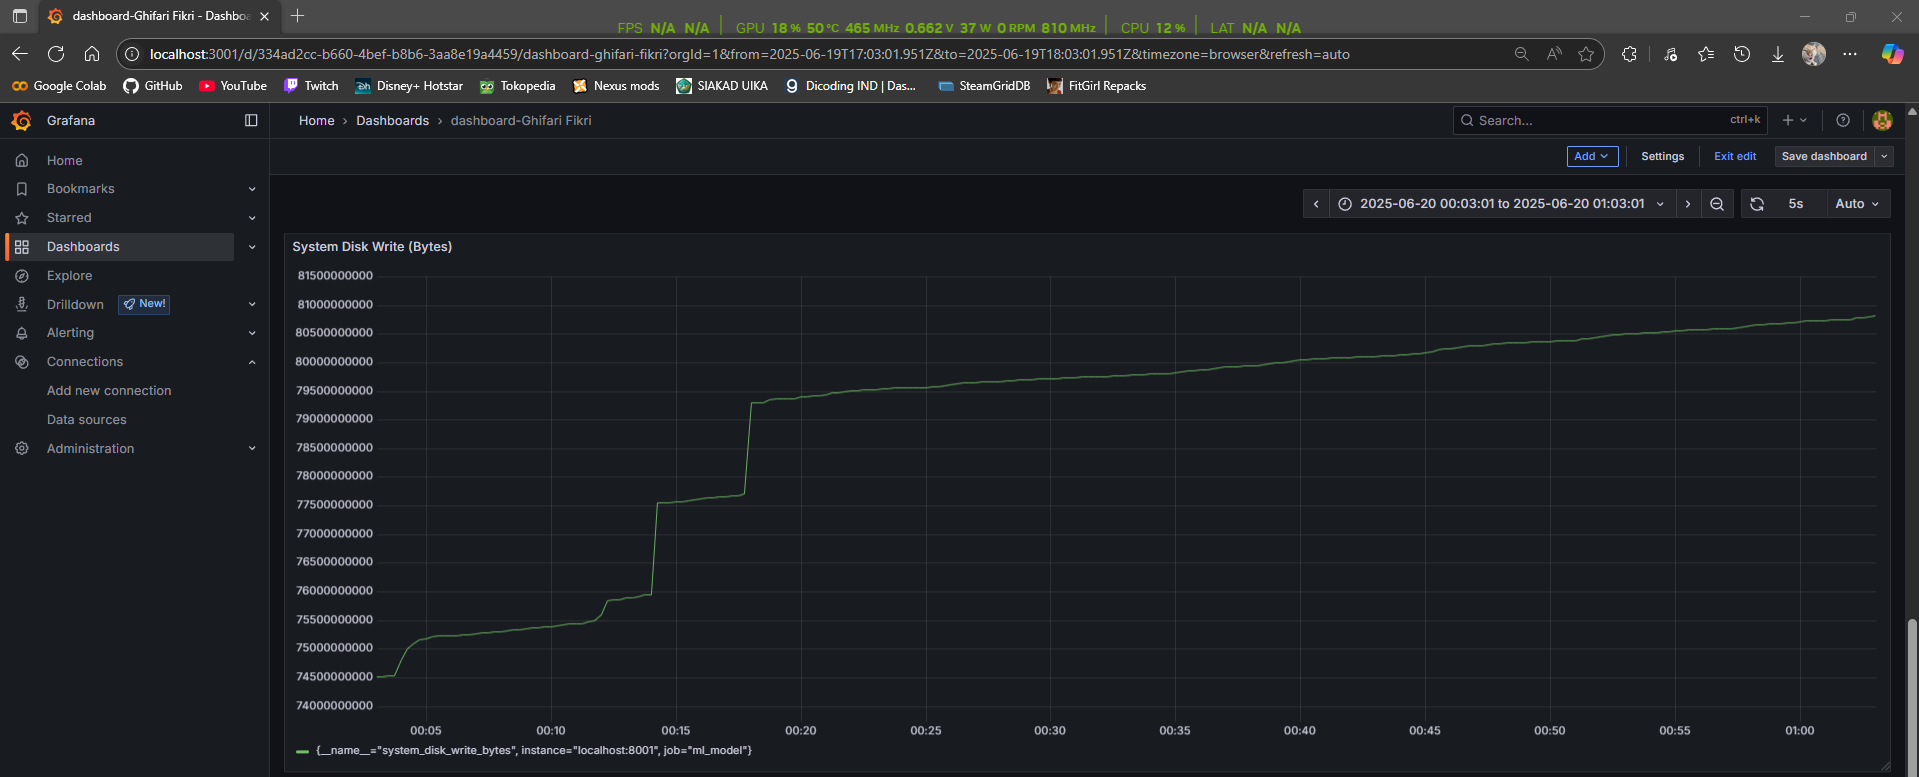 dashboard-Ghifari Fikri - Dashboa
FPS N/A N/A GPU 18 % 50 °C 465 MHz 0.662 V 37 W 0 RPM 810 MHz CPU 12 % LAT N/A N/A
localhost:3001/d/334ad2cc-b660-4bef-b8b6-3aa8e19a4459/dashboard-ghifari-fikri?orgId=1&from=2025-06-19T17:03:01.951Z&to=2025-06-19T18:03:01.951Z&timezone=browser&refresh=auto
Google Colab GitHub YouTube Twitch Disney+ Hotstar Tokopedia Nexus mods SIAKAD UIKA Dicoding IND | Das... SteamGridDB FitGirl Repacks
Grafana
Home › Dashboards › dashboard-Ghifari Fikri
Search... ctrl+k
Home
Bookmarks
Starred
Dashboards
Explore
Drilldown New!
Alerting
Connections
Add new connection
Data sources
Administration
Add Settings Exit edit Save dashboard
2025-06-20 00:03:01 to 2025-06-20 01:03:01 5s Auto
System Disk Write (Bytes)
81500000000
81000000000
80500000000
80000000000
79500000000
79000000000
78500000000
78000000000
77500000000
77000000000
76500000000
76000000000
75500000000
75000000000
74500000000
74000000000
00:05 00:10 00:15 00:20 00:25 00:30 00:35 00:40 00:45 00:50 00:55 01:00
{__name__="system_disk_write_bytes", instance="localhost:8001", job="ml_model"}